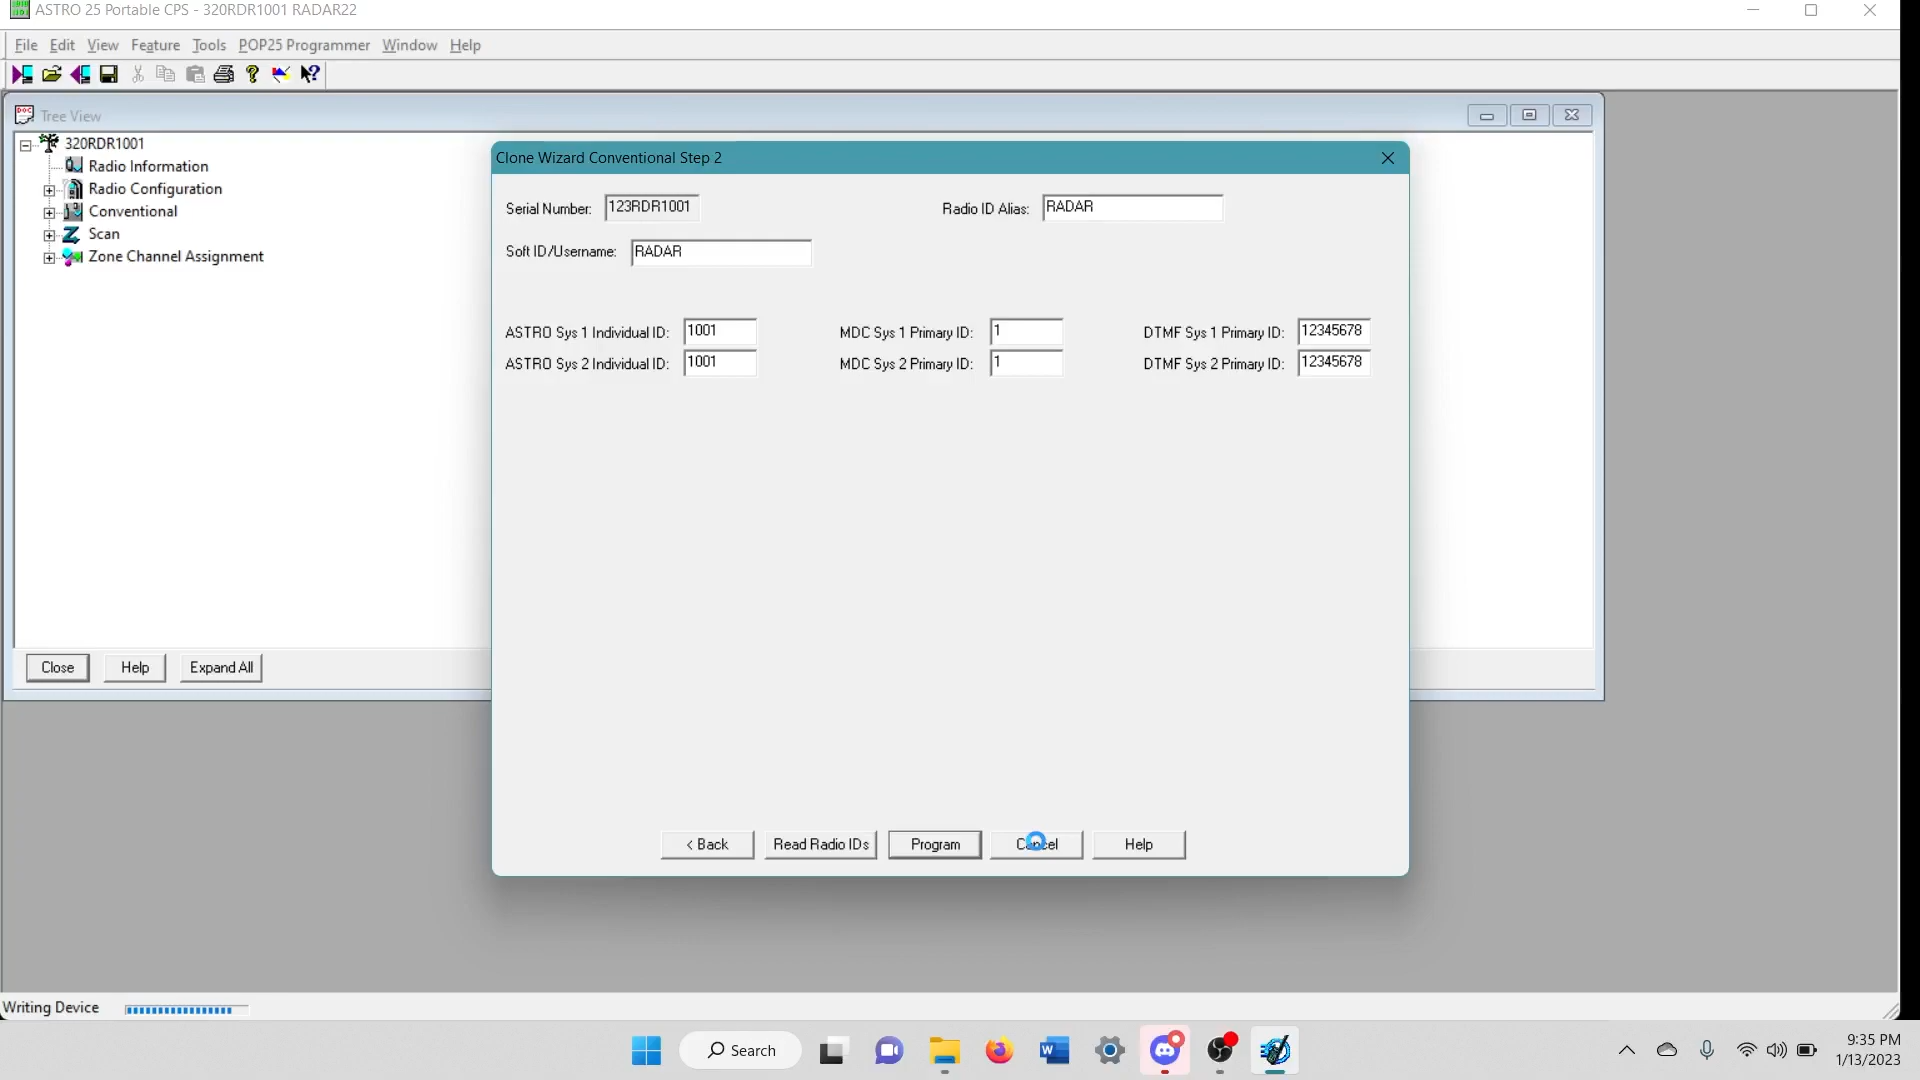 ASTRO 25 Portable CPS - 320RDR1001 RADAR22
File Edit View Feature Tools POP25 Programmer Window Help
Tree View
320RDR1001
Radio Information
Radio Configuration
Conventional
Scan
Zone Channel Assignment
Close Help Expand All
Clone Wizard Conventional Step 2
Serial Number: 123RDR1001 Radio ID Alias: RADAR
Soft ID/Username: RADAR
ASTRO Sys 1 Individual ID: 1001 MDC Sys 1 Primary ID: 1 DTMF Sys 1 Primary ID: 12345678
ASTRO Sys 2 Individual ID: 1001 MDC Sys 2 Primary ID: 1 DTMF Sys 2 Primary ID: 12345678
< Back Read Radio IDs Program Cancel Help
Writing Device
Search
9:35 PM
1/13/2023